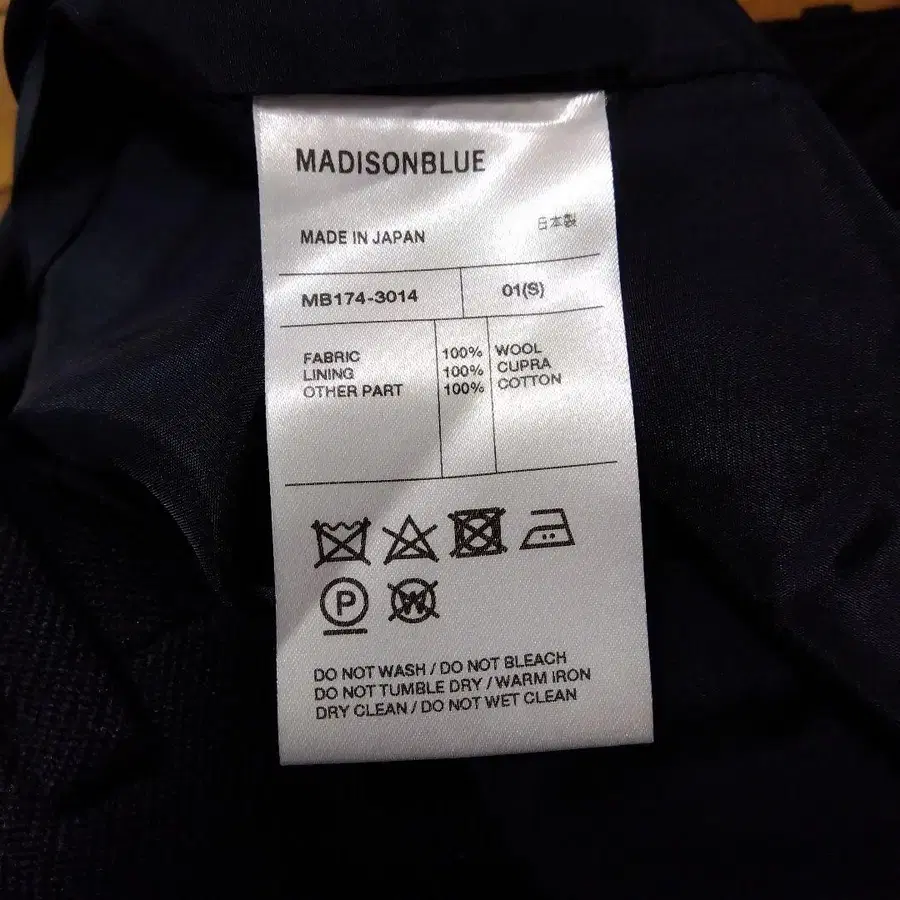 MADISONBLUE
MADE IN JAPAN 日本製
MB174-3014 01(S)
FABRIC 100% WOOL
LINING 100% CUPRA
OTHER PART 100% COTTON
P W
DO NOT WASH / DO NOT BLEACH
DO NOT TUMBLE DRY / WARM IRON
DRY CLEAN / DO NOT WET CLEAN